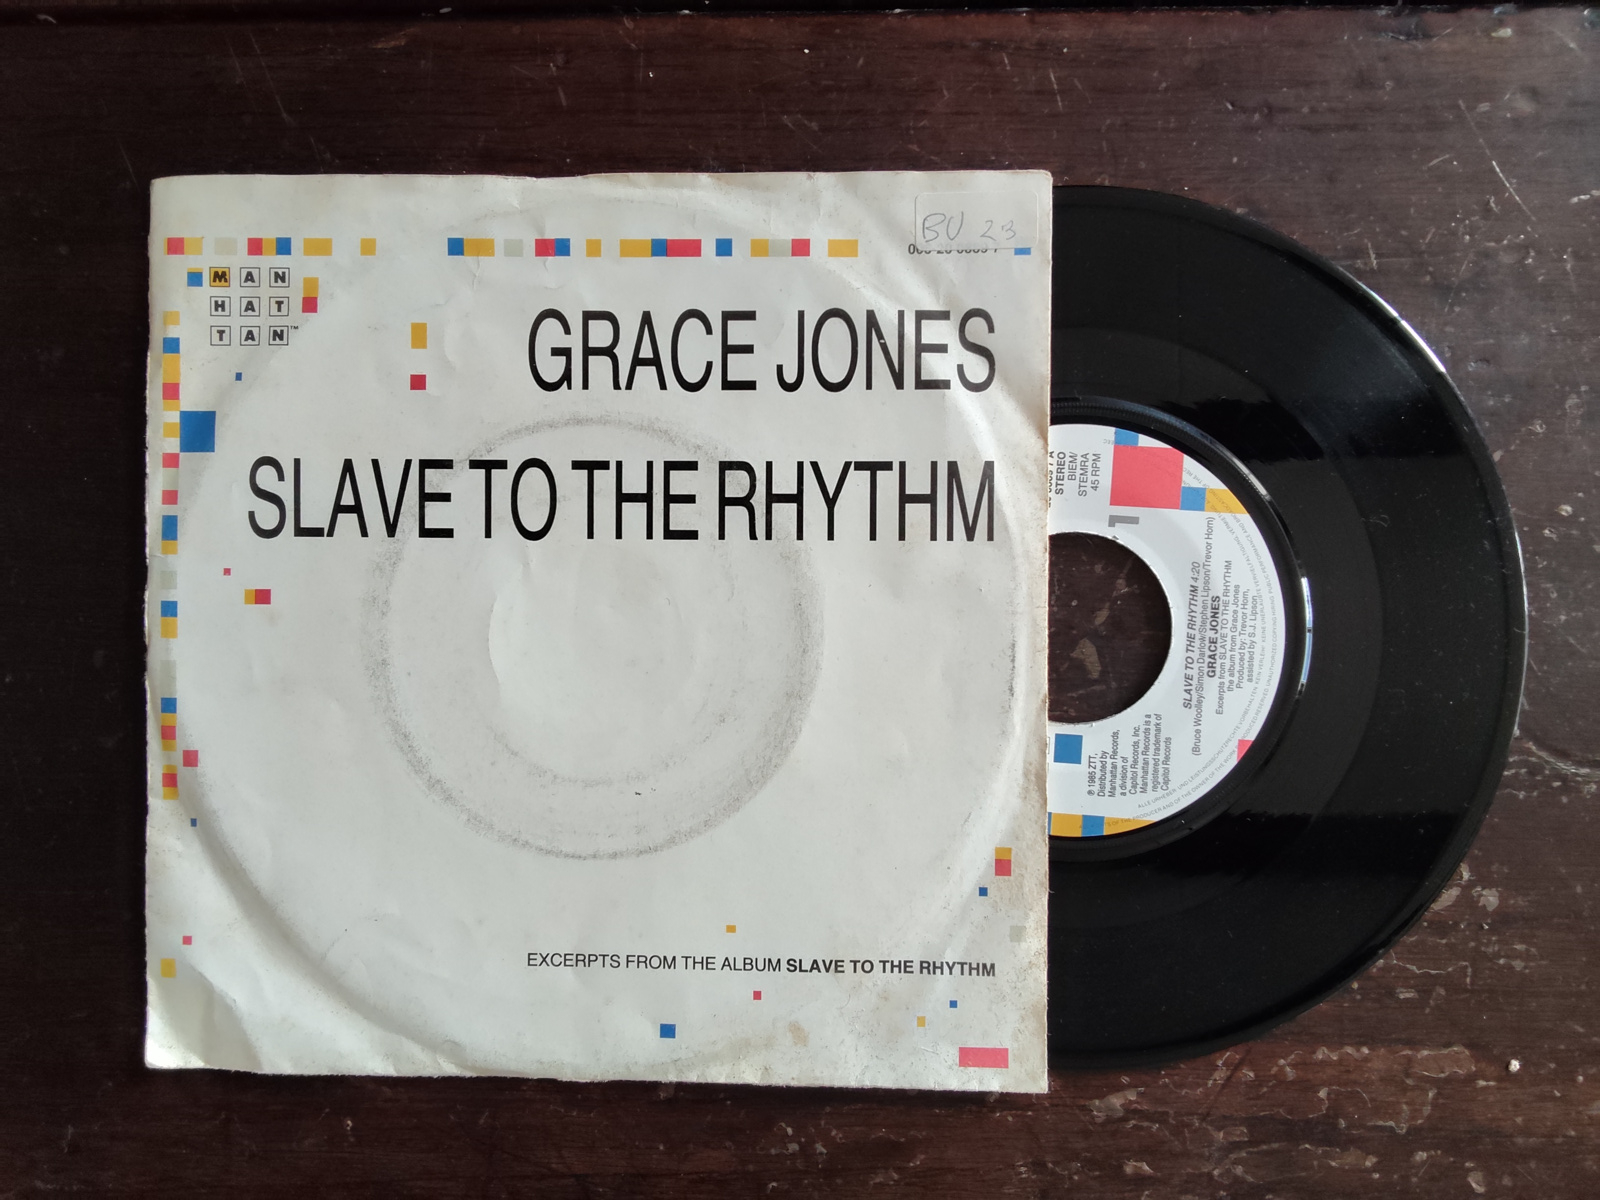 BU 23
MAN
HAT
TAN™
GRACE JONES
SLAVE TO THE RHYTHM
EXCERPTS FROM THE ALBUM SLAVE TO THE RHYTHM
STEREO
BIEM/
STEMRA
45 RPM
1
SLAVE TO THE RHYTHM 4:20
(Bruce Woolley/Simon Darlow/Stephen Lipson/Trevor Horn)
GRACE JONES
Excerpts from SLAVE TO THE RHYTHM
the album from Grace Jones
Produced by: Trevor Horn,
assisted by S.J. Lipson
℗ 1985 ZTT,
Distributed by
Manhattan Records,
a division of
Capitol Records, Inc.
Manhattan Records is a
registered trademark of
Capitol Records